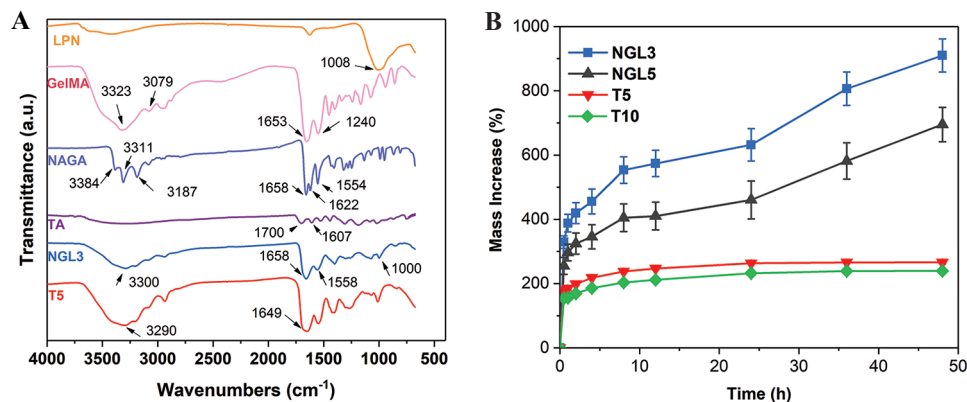 A
LPN
1008
GelMA
3323
3079
1653
1240
NAGA
3311
3384
3187
1658
1554
1622
TA
1700
1607
NGL3
1658
1000
3300
1558
T5
1649
3290
4000 3500 3000 2500 2000 1500 1000 500
Wavenumbers (cm⁻¹)
Transmittance (a.u.)
B
NGL3
NGL5
T5
T10
1000
800
600
400
200
0
0 10 20 30 40 50
Time (h)
Mass Increase (%)